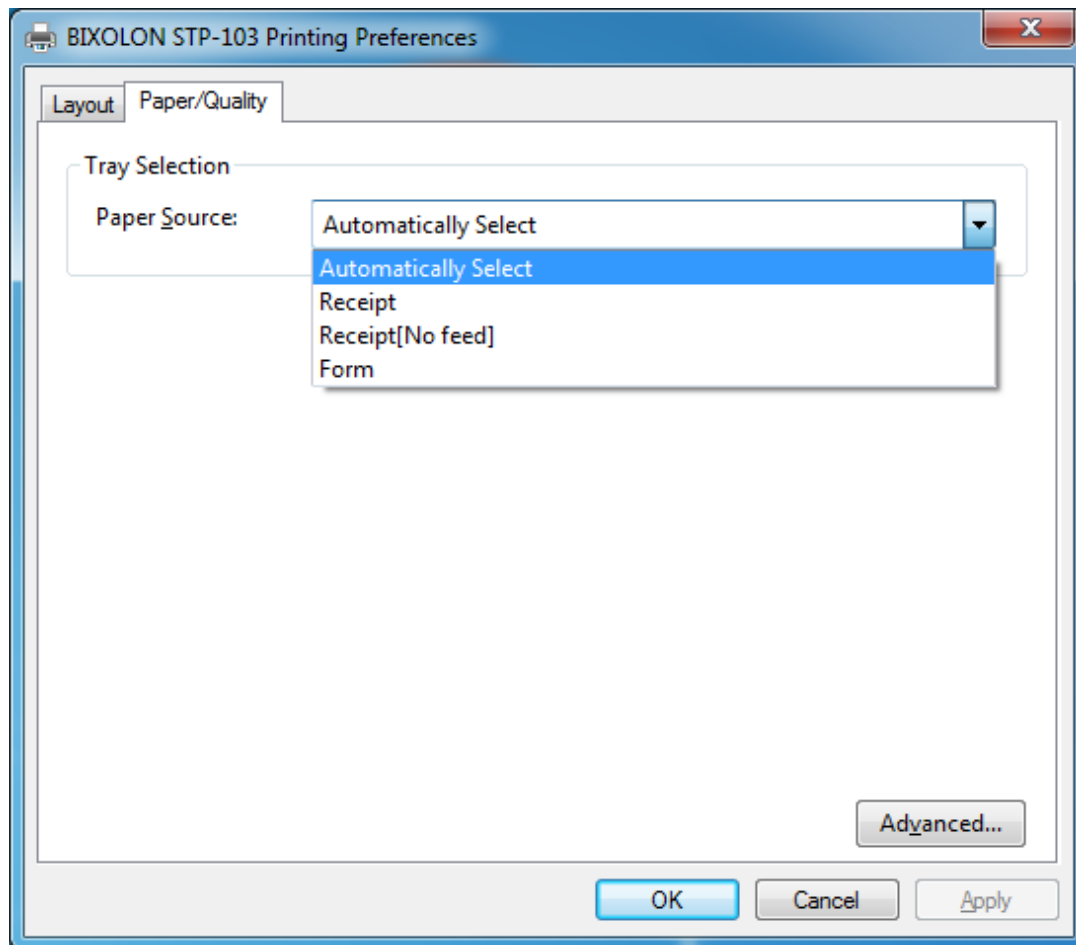 BIXOLON STP-103 Printing Preferences
Layout Paper/Quality
Tray Selection
Paper Source: Automatically Select
Automatically Select
Receipt
Receipt[No feed]
Form
Advanced...
OK Cancel Apply